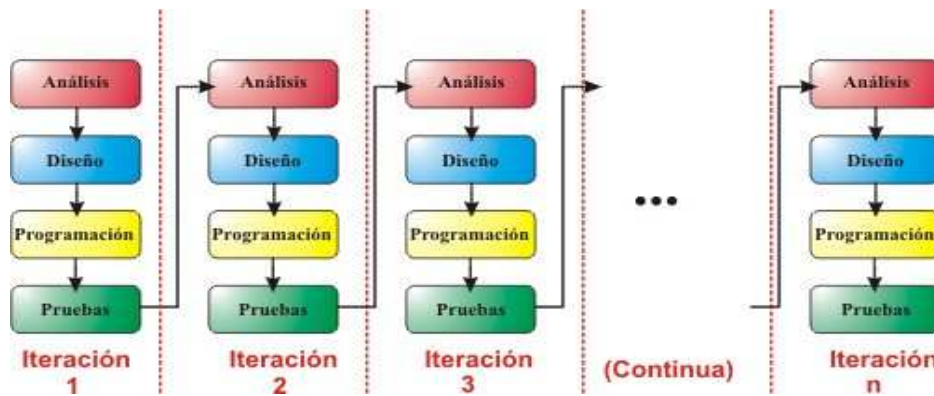 Análisis
Diseño
Programación
Pruebas
Iteración
1
Análisis
Diseño
Programación
Pruebas
Iteración
2
Análisis
Diseño
Programación
Pruebas
Iteración
3
...
(Continua)
Análisis
Diseño
Programación
Pruebas
Iteración
n